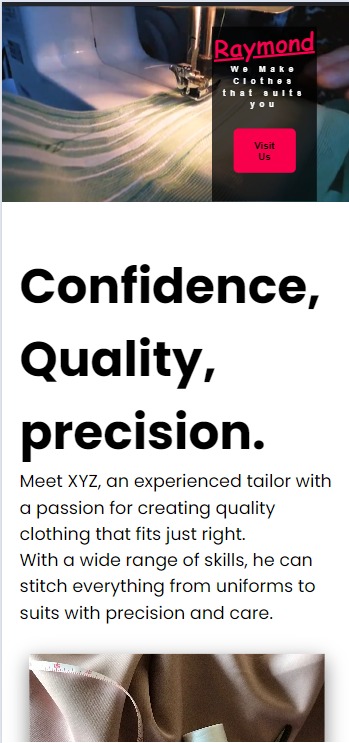 Raymond
We Make
Clothes
that suits
you
Visit
Us
Confidence,
Quality,
precision.
Meet XYZ, an experienced tailor with
a passion for creating quality
clothing that fits just right.
With a wide range of skills, he can
stitch everything from uniforms to
suits with precision and care.